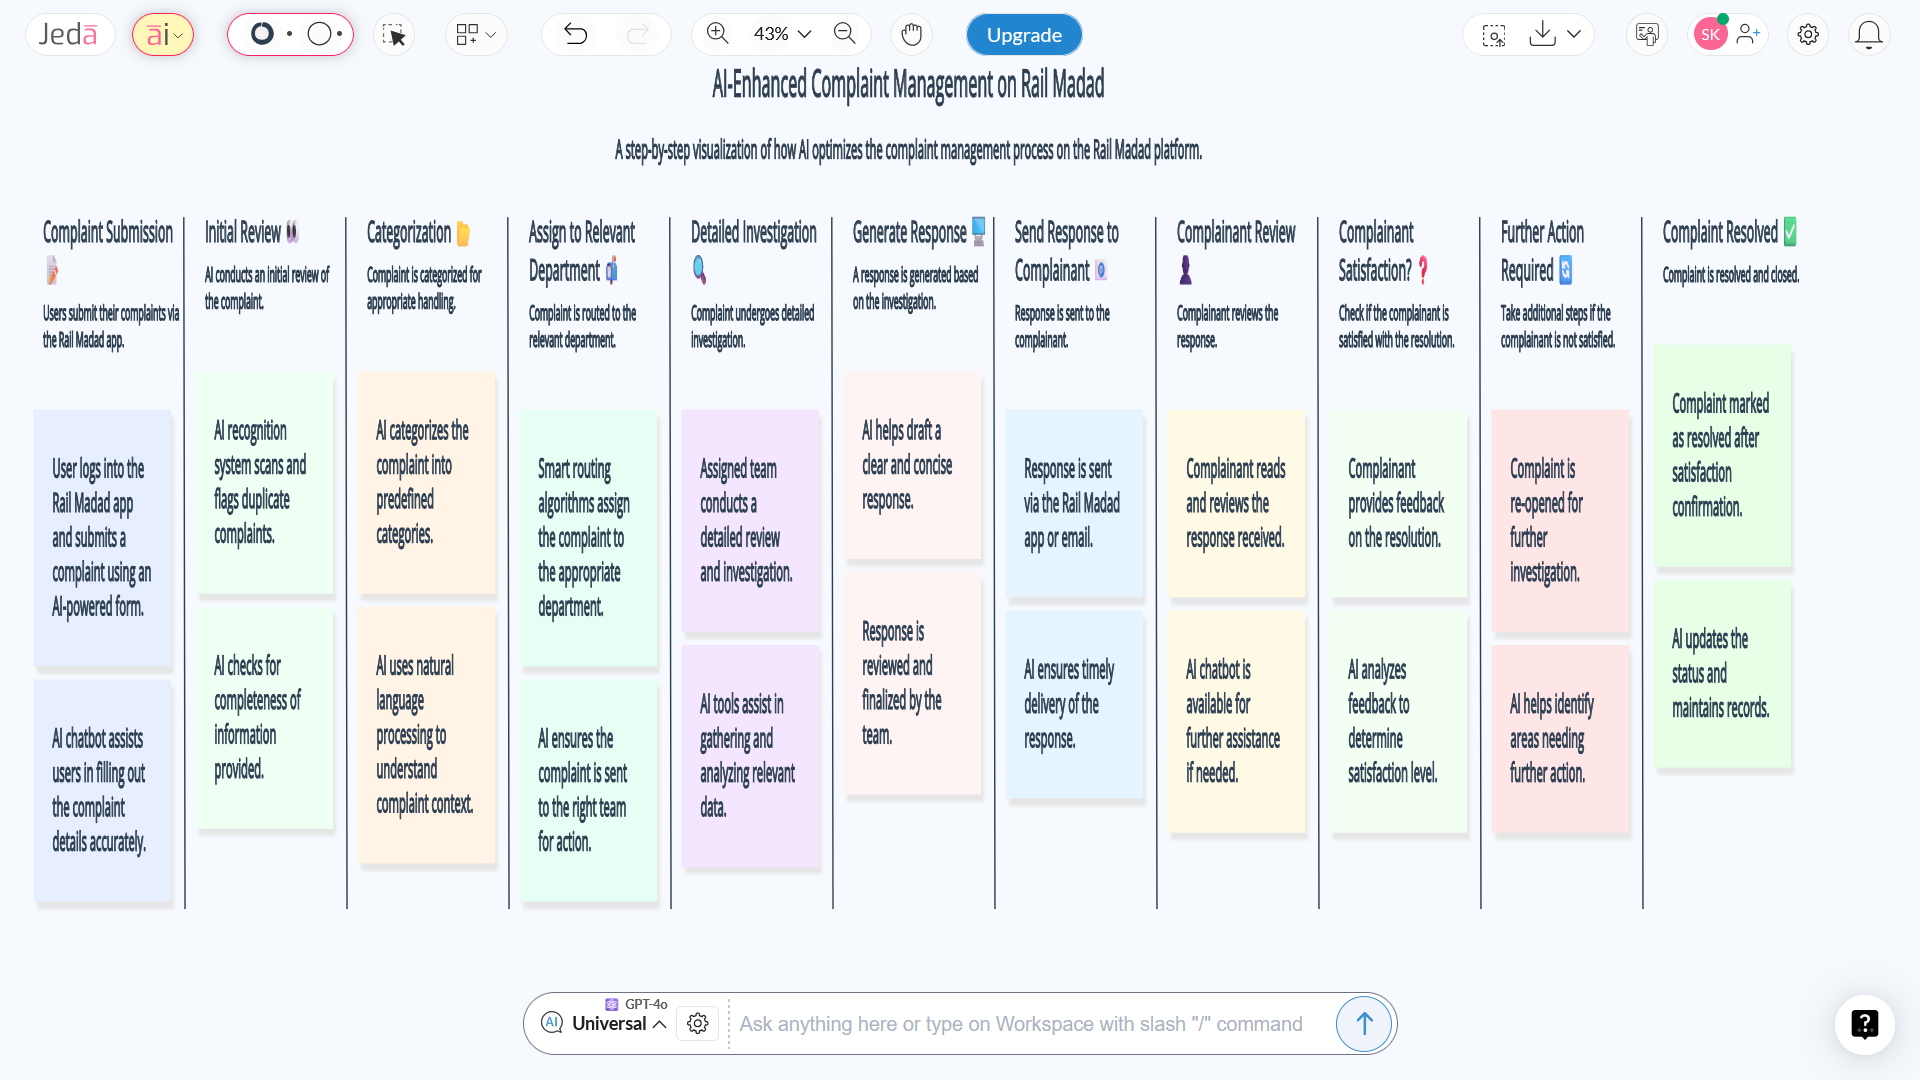 Jedā
āi
43%
Upgrade
SK
AI-Enhanced Complaint Management on Rail Madad
A step-by-step visualization of how AI optimizes the complaint management process on the Rail Madad platform.
Complaint Submission
Users submit their complaints via
the Rail Madad app.
User logs into the
Rail Madad app
and submits a
complaint using an
AI-powered form.
AI chatbot assists
users in filling out
the complaint
details accurately.
Initial Review
AI conducts an initial review of
the complaint.
AI recognition
system scans and
flags duplicate
complaints.
AI checks for
completeness of
information
provided.
Categorization
Complaint is categorized for
appropriate handling.
AI categorizes the
complaint into
predefined
categories.
AI uses natural
language
processing to
understand
complaint context.
Assign to Relevant
Department
Complaint is routed to the
relevant department.
Smart routing
algorithms assign
the complaint to
the appropriate
department.
AI ensures the
complaint is sent
to the right team
for action.
Detailed Investigation
Complaint undergoes detailed
investigation.
Assigned team
conducts a
detailed review
and investigation.
AI tools assist in
gathering and
analyzing relevant
data.
Generate Response
A response is generated based
on the investigation.
AI helps draft a
clear and concise
response.
Response is
reviewed and
finalized by the
team.
Send Response to
Complainant
Response is sent to the
complainant.
Response is sent
via the Rail Madad
app or email.
AI ensures timely
delivery of the
response.
Complainant Review
Complainant reviews the
response.
Complainant reads
and reviews the
response received.
AI chatbot is
available for
further assistance
if needed.
Complainant
Satisfaction?
Check if the complainant is
satisfied with the resolution.
Complainant
provides feedback
on the resolution.
AI analyzes
feedback to
determine
satisfaction level.
Further Action
Required
Take additional steps if the
complainant is not satisfied.
Complaint is
re-opened for
further
investigation.
AI helps identify
areas needing
further action.
Complaint Resolved
Complaint is resolved and closed.
Complaint marked
as resolved after
satisfaction
confirmation.
AI updates the
status and
maintains records.
GPT-4o
AI Universal
Ask anything here or type on Workspace with slash "/" command